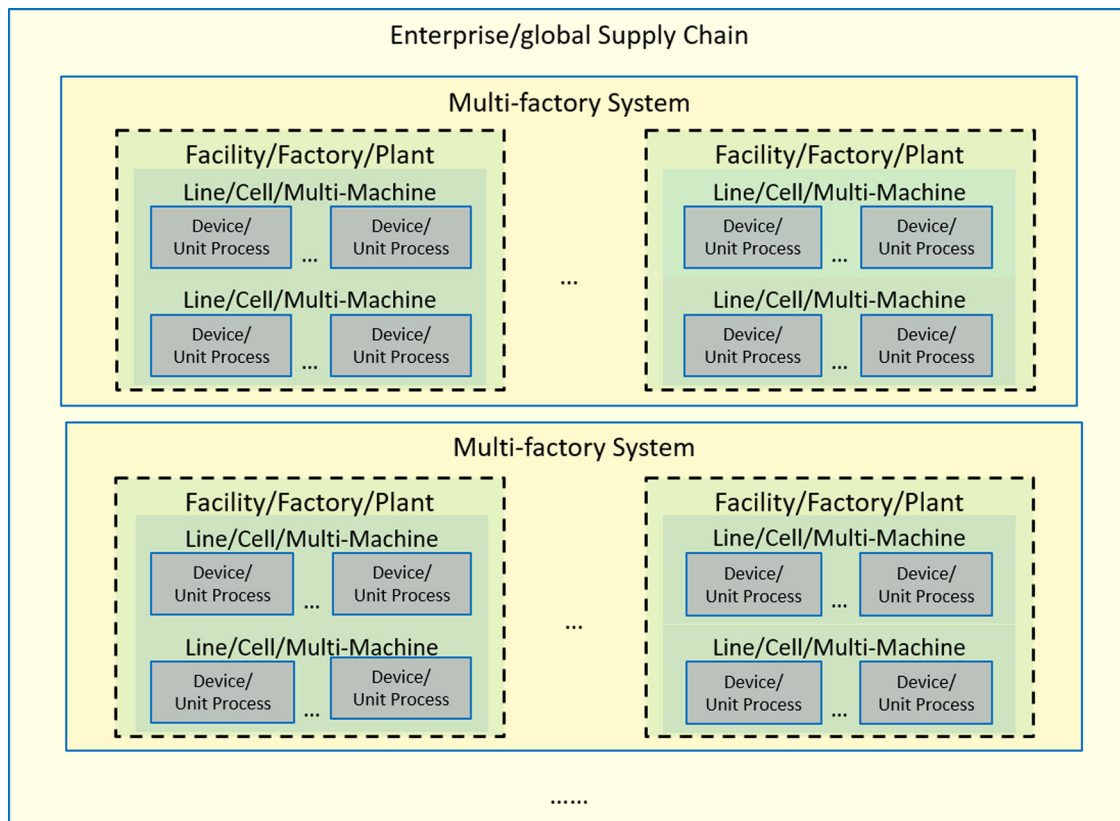 Enterprise/global Supply Chain
Multi-factory System
Facility/Factory/Plant
Line/Cell/Multi-Machine
Device/
Unit Process
...
Device/
Unit Process
Line/Cell/Multi-Machine
Device/
Unit Process
...
Device/
Unit Process
...
Facility/Factory/Plant
Line/Cell/Multi-Machine
Device/
Unit Process
...
Device/
Unit Process
Line/Cell/Multi-Machine
Device/
Unit Process
...
Device/
Unit Process
Multi-factory System
Facility/Factory/Plant
Line/Cell/Multi-Machine
Device/
Unit Process
...
Device/
Unit Process
Line/Cell/Multi-Machine
Device/
Unit Process
...
Device/
Unit Process
...
Facility/Factory/Plant
Line/Cell/Multi-Machine
Device/
Unit Process
...
Device/
Unit Process
Line/Cell/Multi-Machine
Device/
Unit Process
...
Device/
Unit Process
......